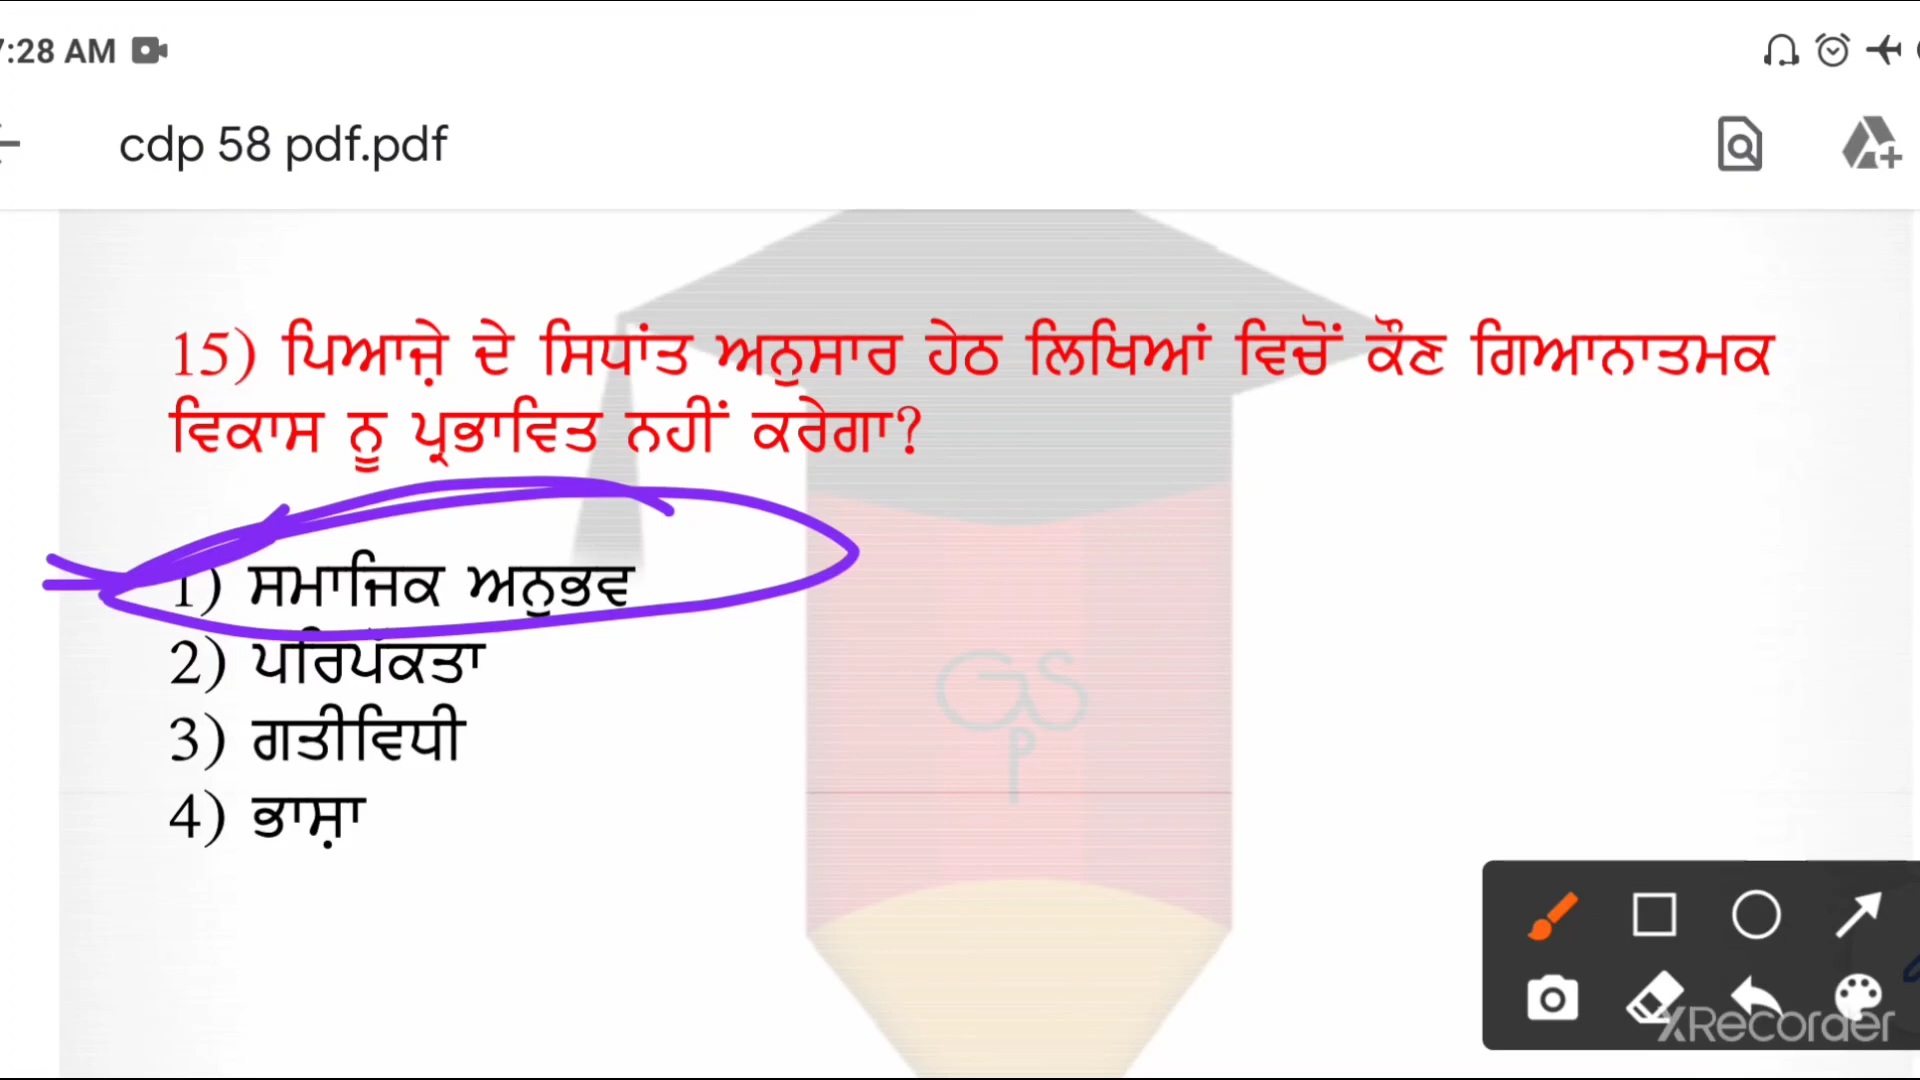 7:28 AM
cdp 58 pdf.pdf
15) ਪਿਆਜ਼ੇ ਦੇ ਸਿਧਾਂਤ ਅਨੁਸਾਰ ਹੇਠ ਲਿਖਿਆਂ ਵਿਚੋਂ ਕੌਣ ਗਿਆਨਾਤਮਕ
ਵਿਕਾਸ ਨੂ ਪ੍ਰਭਾਵਿਤ ਨਹੀਂ ਕਰੇਗਾ?
1) ਸਮਾਜਿਕ ਅਨੁਭਵ
2) ਪਰਿਪੱਕਤਾ
3) ਗਤੀਵਿਧੀ
4) ਭਾਸ਼ਾ
GS
P
XRecorder